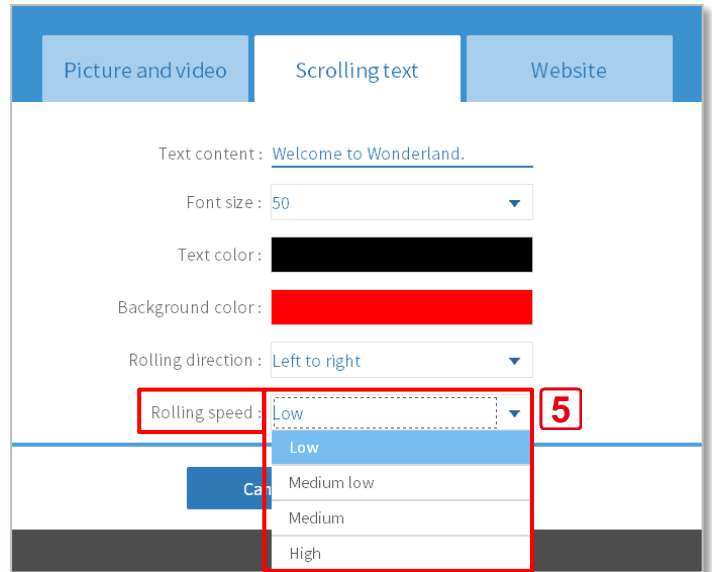 Picture and video Scrolling text Website
Text content : Welcome to Wonderland.
Font size : 50
Text color :
Background color :
Rolling direction : Left to right
Rolling speed : Low 5
Low
Medium low
Medium
High